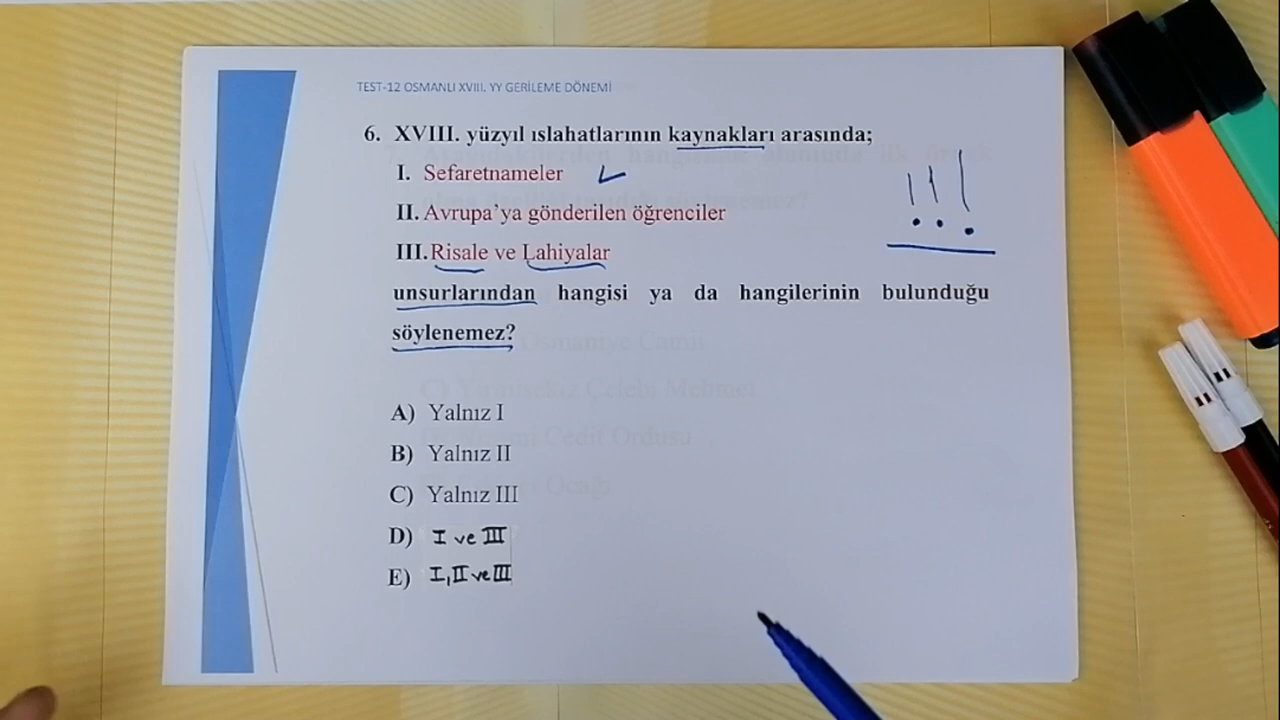 TEST-12 OSMANLI XVIII. YY GERİLEME DÖNEMİ
6. XVIII. yüzyıl ıslahatlarının kaynakları arasında;
I. Sefaretnameler
II. Avrupa'ya gönderilen öğrenciler
III. Risale ve Lahiyalar
unsurlarından hangisi ya da hangilerinin bulunduğu
söylenemez?
A) Yalnız I
B) Yalnız II
C) Yalnız III
D) I ve III
E) I, II ve III
!!!